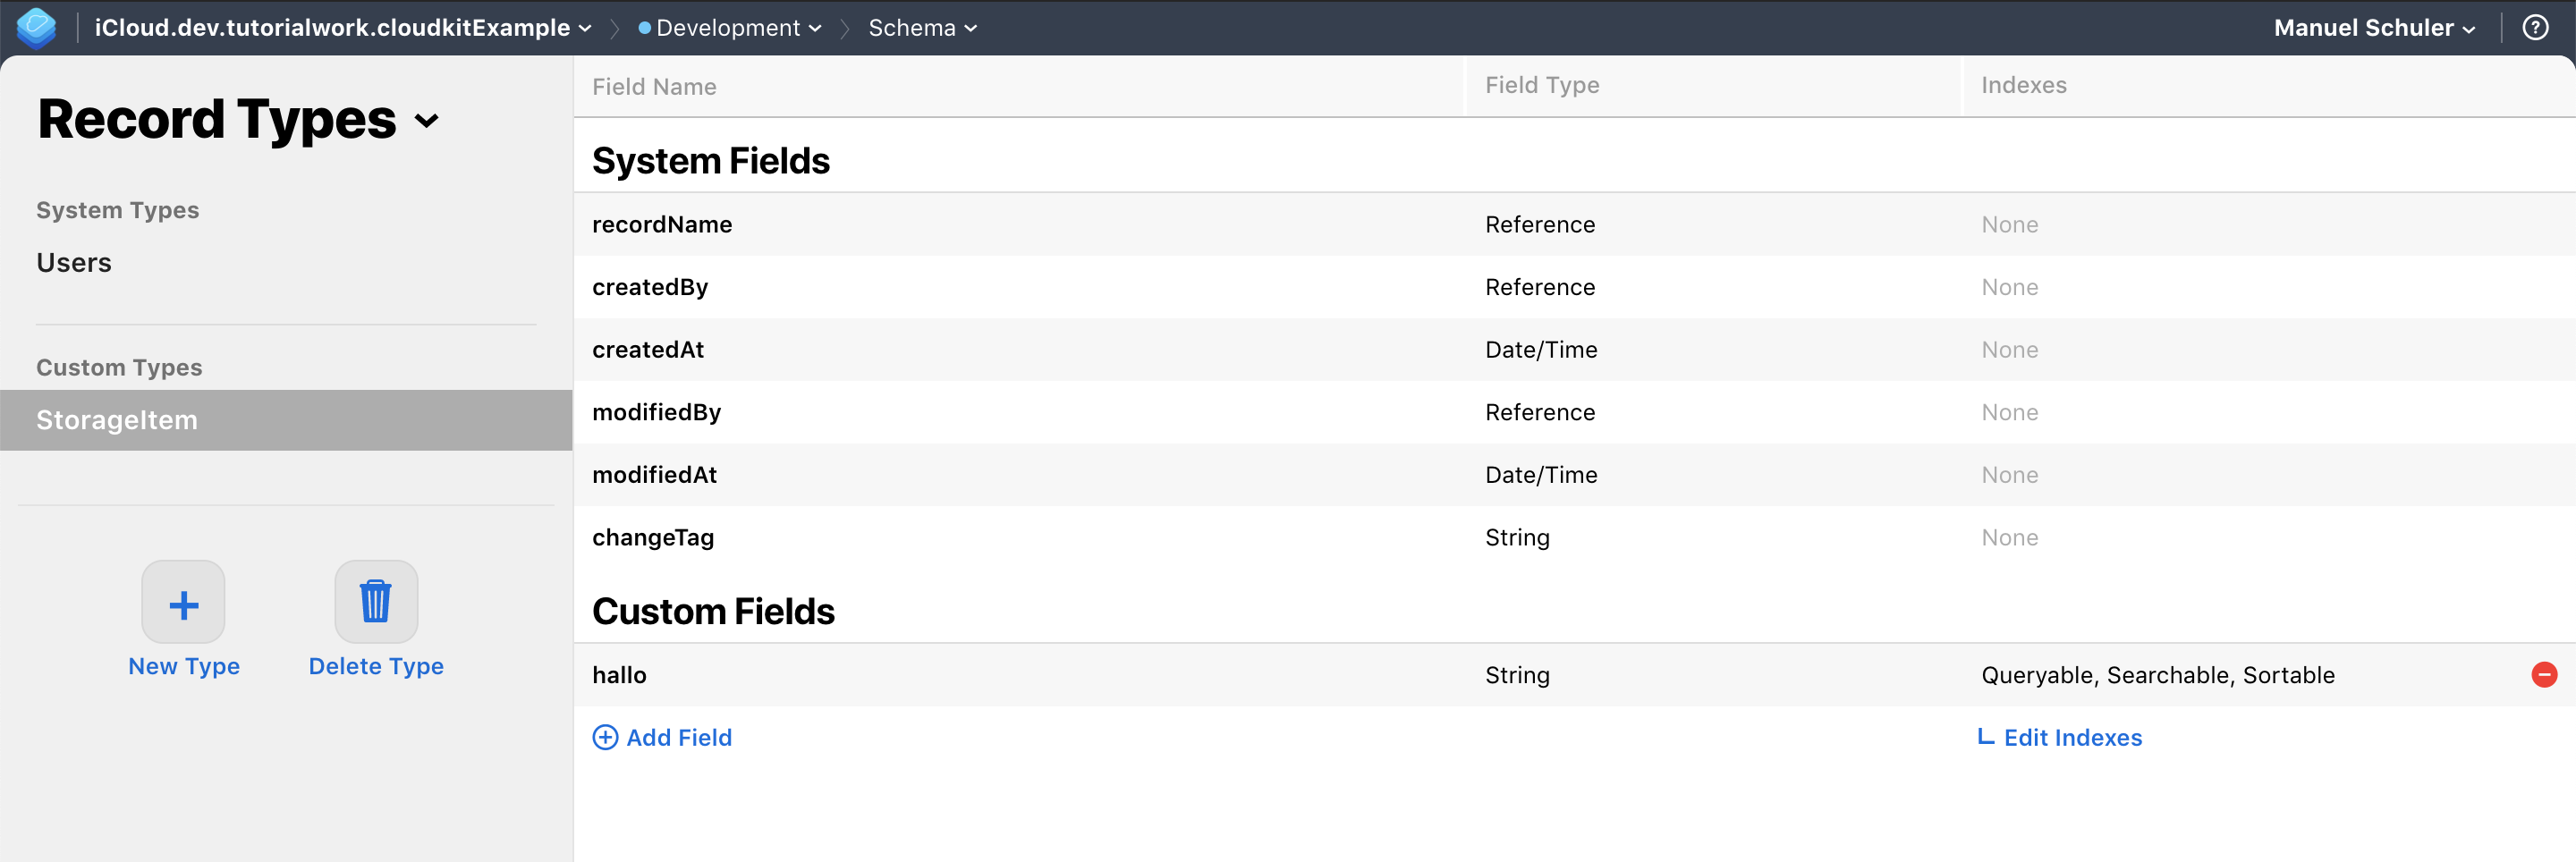 iCloud.dev.tutorialwork.cloudkitExample Development Schema Manuel Schuler ?
Record Types
System Types
Users
Custom Types
StorageItem
New Type Delete Type
Field Name Field Type Indexes
System Fields
recordName Reference None
createdBy Reference None
createdAt Date/Time None
modifiedBy Reference None
modifiedAt Date/Time None
changeTag String None
Custom Fields
hallo String Queryable, Searchable, Sortable
Add Field Edit Indexes